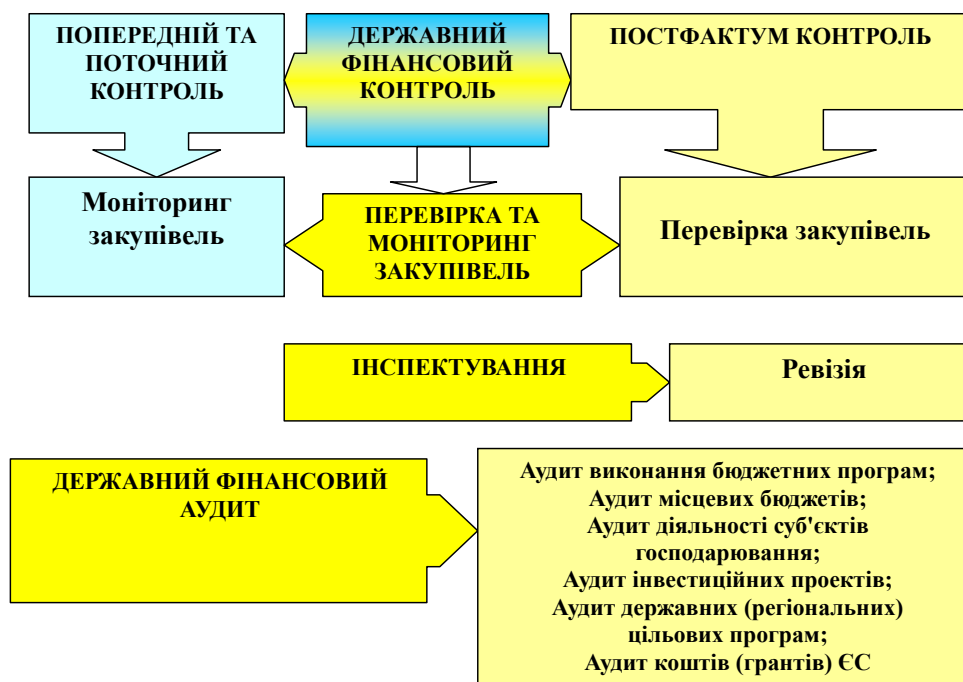 ПОПЕРЕДНІЙ ТА
ПОТОЧНИЙ
КОНТРОЛЬ
ДЕРЖАВНИЙ
ФІНАНСОВИЙ
КОНТРОЛЬ
ПОСТФАКТУМ КОНТРОЛЬ
Моніторинг
закупівель
ПЕРЕВІРКА ТА
МОНІТОРИНГ
ЗАКУПІВЕЛЬ
Перевірка закупівель
ІНСПЕКТУВАННЯ
Ревізія
ДЕРЖАВНИЙ ФІНАНСОВИЙ
АУДИТ
Аудит виконання бюджетних програм;
Аудит місцевих бюджетів;
Аудит діяльності суб'єктів
господарювання;
Аудит інвестиційних проектів;
Аудит державних (регіональних)
цільових програм;
Аудит коштів (грантів) ЄС